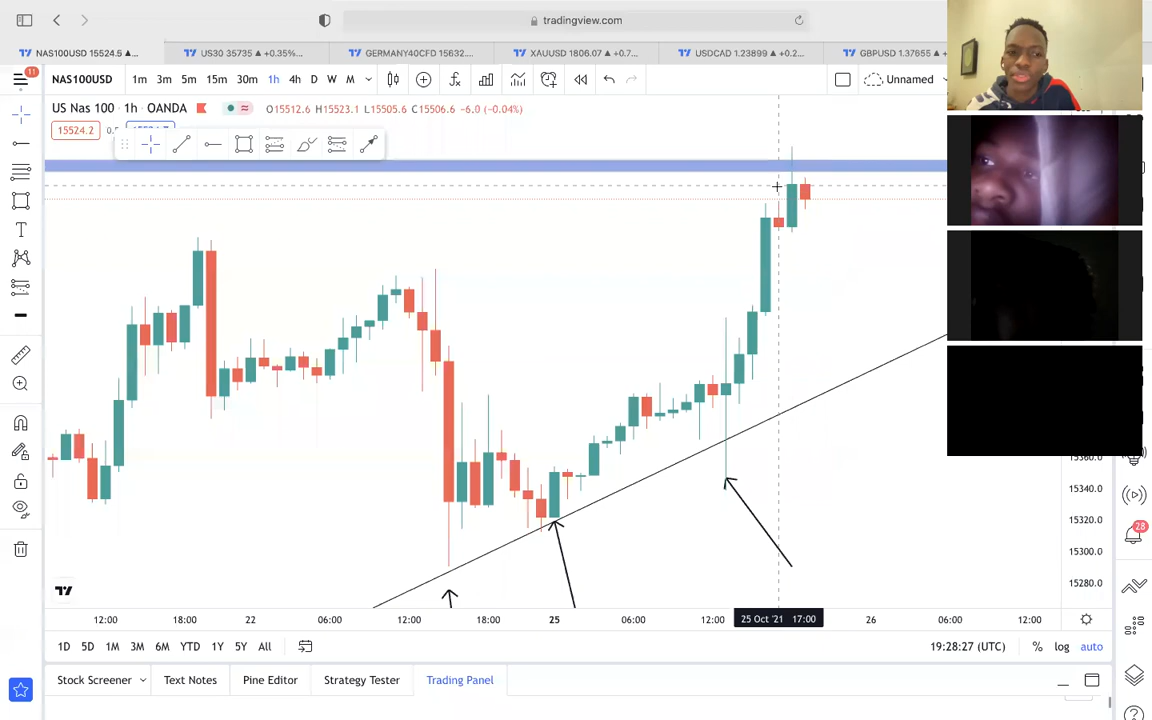 tradingview.com
NAS100USD 15524.5 ▲...
US30 35735 ▲ +0.35%...
GERMANY40CFD 15632....
XAUUSD 1806.07 ▲ +0.7...
USDCAD 1.23899 ▲ +0.2...
GBPUSD 1.37655 ▲
11
NAS100USD 1m 3m 5m 15m 30m 1h 4h D W M
Unnamed
US Nas 100 · 1h · OANDA O15512.6 H15523.1 L15505.6 C15506.6 −6.0 (−0.04%)
15524.2
15360.0
15340.0
28
15320.0
15300.0
15280.0
12:00 18:00 22 06:00 12:00 18:00 25 06:00 12:00 25 Oct '21 17:00 26 06:00 12:00
1D 5D 1M 3M 6M YTD 1Y 5Y All 19:28:27 (UTC) % log auto
Stock Screener Text Notes Pine Editor Strategy Tester Trading Panel